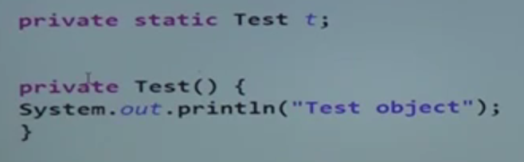 private static Test t;
private Test() {
System.out.println("Test object");
}